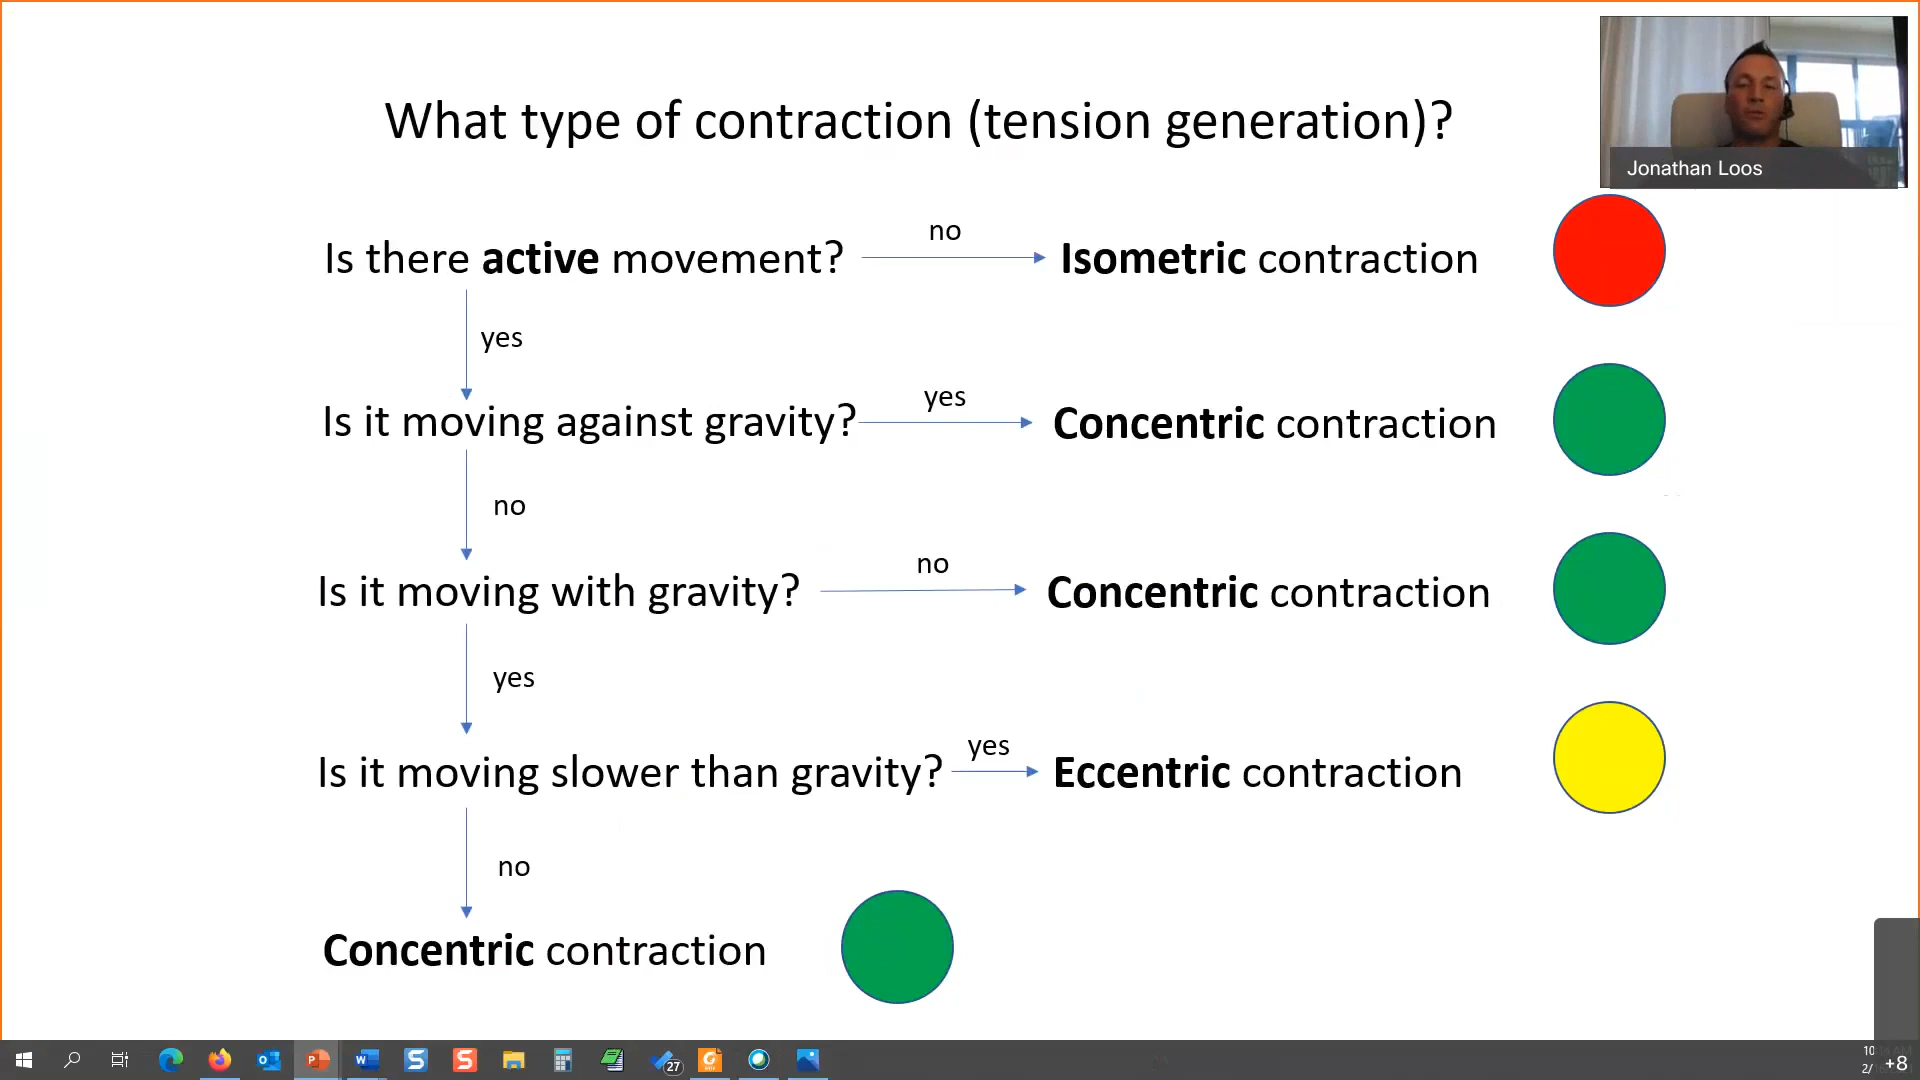 What type of contraction (tension generation)?
Jonathan Loos
Is there active movement?
no
Isometric contraction
yes
Is it moving against gravity?
yes
Concentric contraction
no
Is it moving with gravity?
no
Concentric contraction
yes
Is it moving slower than gravity?
yes
Eccentric contraction
no
Concentric contraction
27
+8